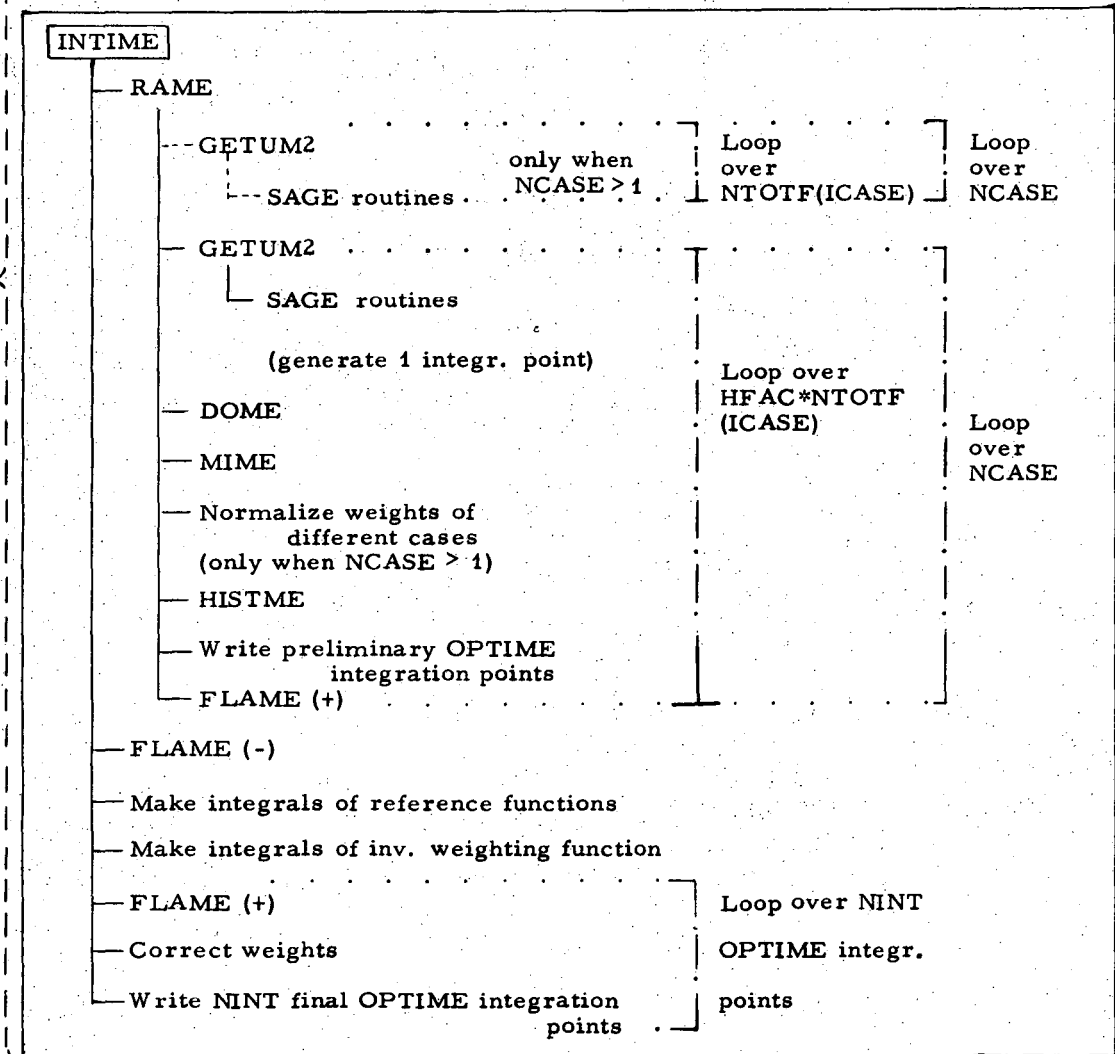 INTIME
RAME
GETUM2
only when
NCASE > 1
Loop
over
NTOTF(ICASE)
Loop
over
NCASE
SAGE routines
GETUM2
SAGE routines
(generate 1 integr. point)
Loop over
HFAC*NTOTF
(ICASE)
Loop
over
NCASE
DOME
MIME
Normalize weights of
different cases
(only when NCASE > 1)
HISTME
Write preliminary OPTIME
integration points
FLAME (+)
FLAME (-)
Make integrals of reference functions
Make integrals of inv. weighting function
FLAME (+)
Loop over NINT
Correct weights
OPTIME integr.
Write NINT final OPTIME integration
points
points